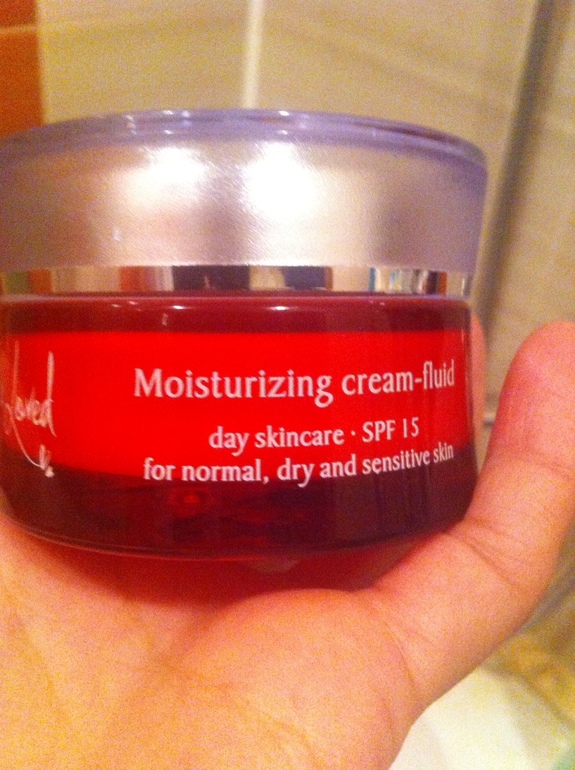 Moisturizing cream-fluid
day skincare · SPF 15
for normal, dry and sensitive skin